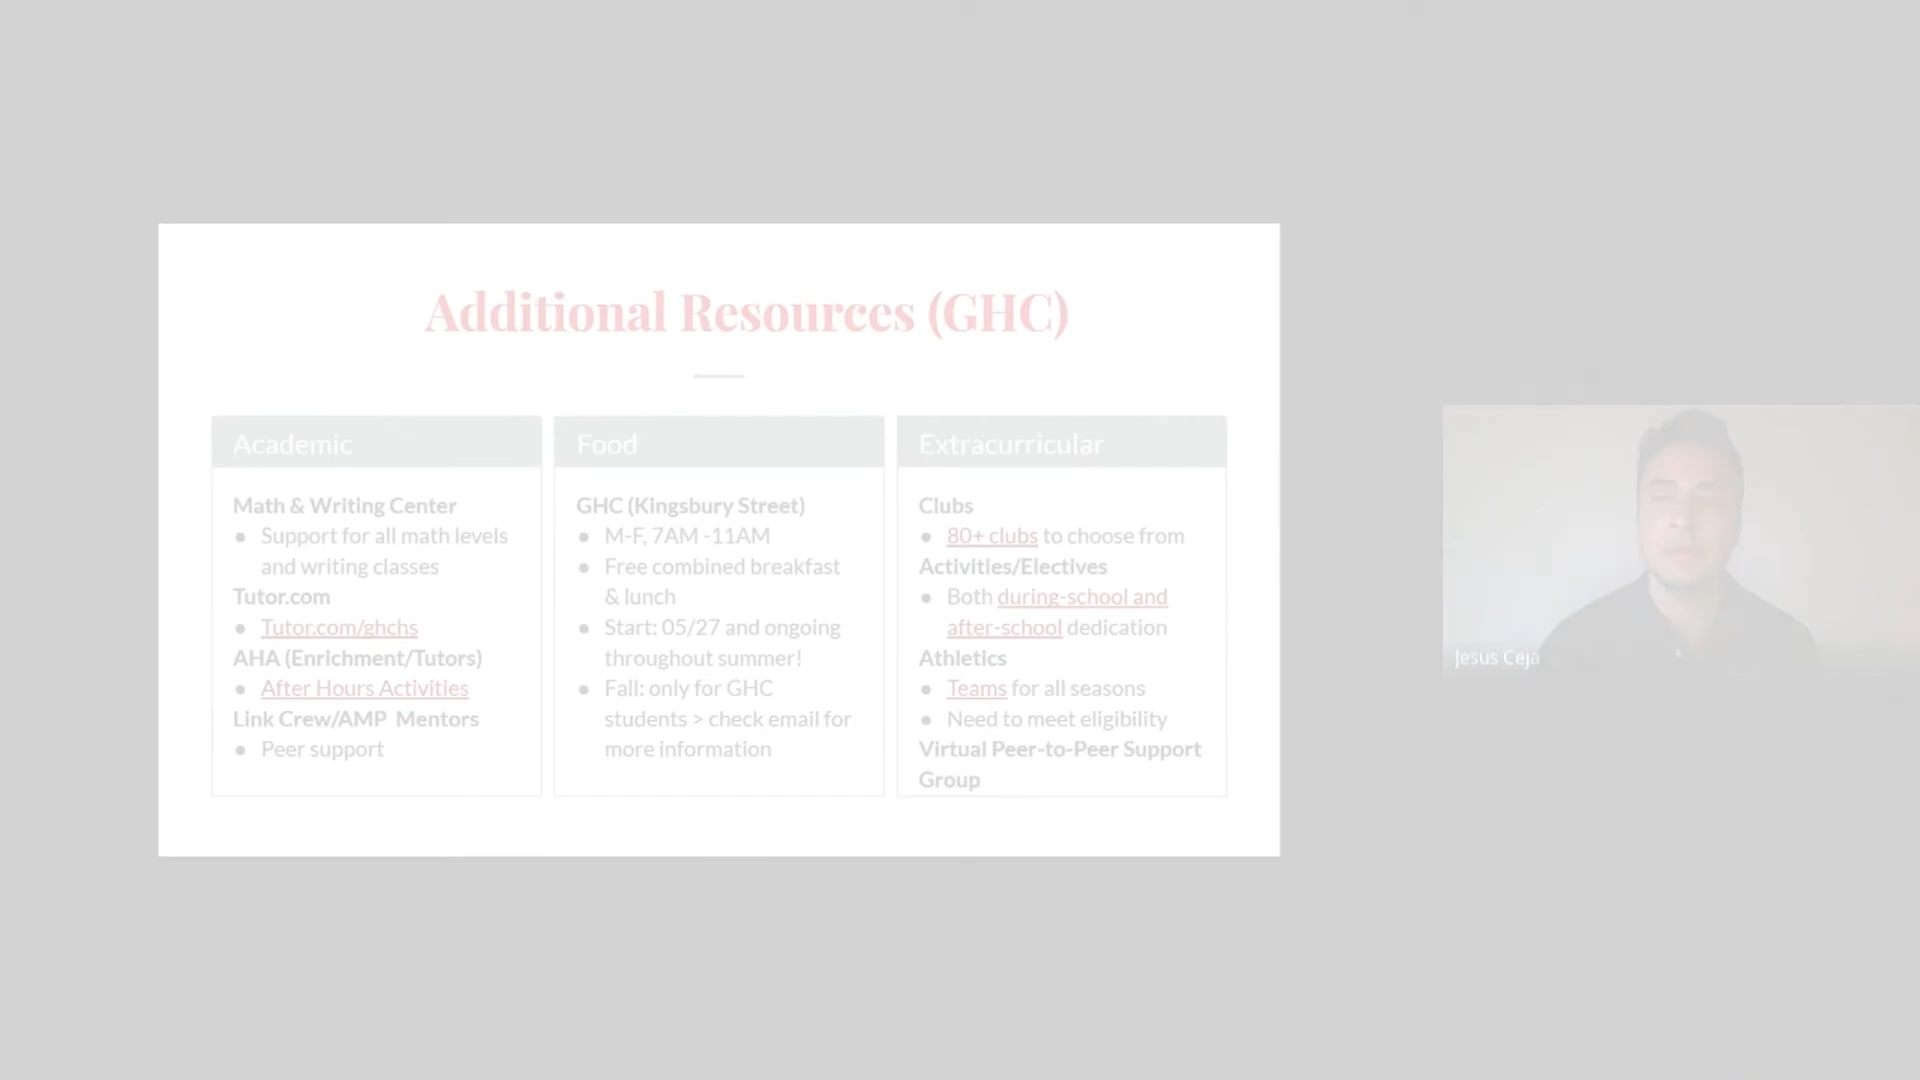 Additional Resources (GHC)
Academic
Math & Writing Center
● Support for all math levels
and writing classes
Tutor.com
● Tutor.com/ghchs
AHA (Enrichment/Tutors)
● After Hours Activities
Link Crew/AMP Mentors
● Peer support
Food
GHC (Kingsbury Street)
● M-F, 7AM -11AM
● Free combined breakfast
& lunch
● Start: 05/27 and ongoing
throughout summer!
● Fall: only for GHC
students > check email for
more information
Extracurricular
Clubs
● 80+ clubs to choose from
Activities/Electives
● Both during-school and
after-school dedication
Athletics
● Teams for all seasons
● Need to meet eligibility
Virtual Peer-to-Peer Support
Group
Jesus Ceja